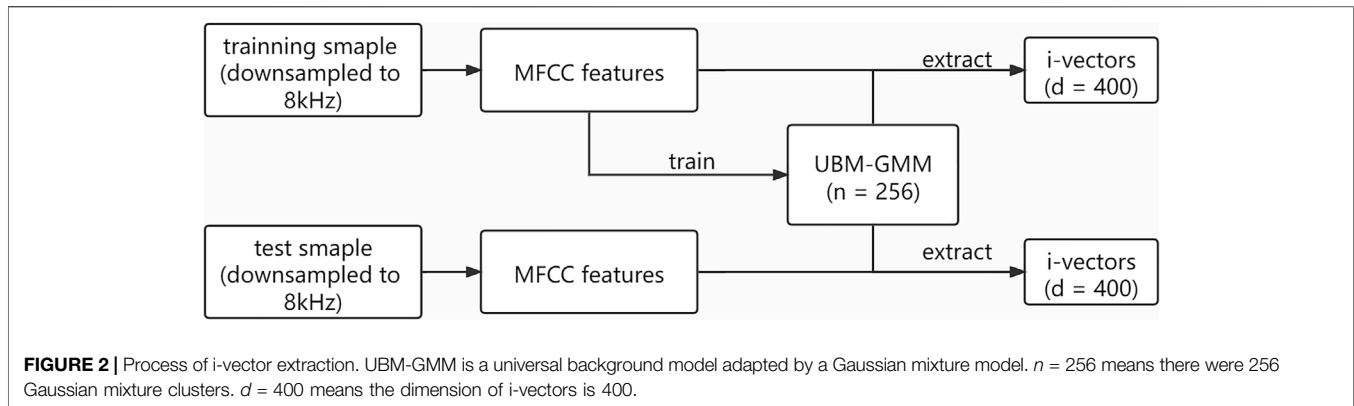 trainning smaple
(downsampled to
8kHz)
MFCC features
extract
i-vectors
(d = 400)
train
UBM-GMM
(n = 256)
test smaple
(downsampled to
8kHz)
MFCC features
extract
i-vectors
(d = 400)
FIGURE 2 | Process of i-vector extraction. UBM-GMM is a universal background model adapted by a Gaussian mixture model. n = 256 means there were 256
Gaussian mixture clusters. d = 400 means the dimension of i-vectors is 400.